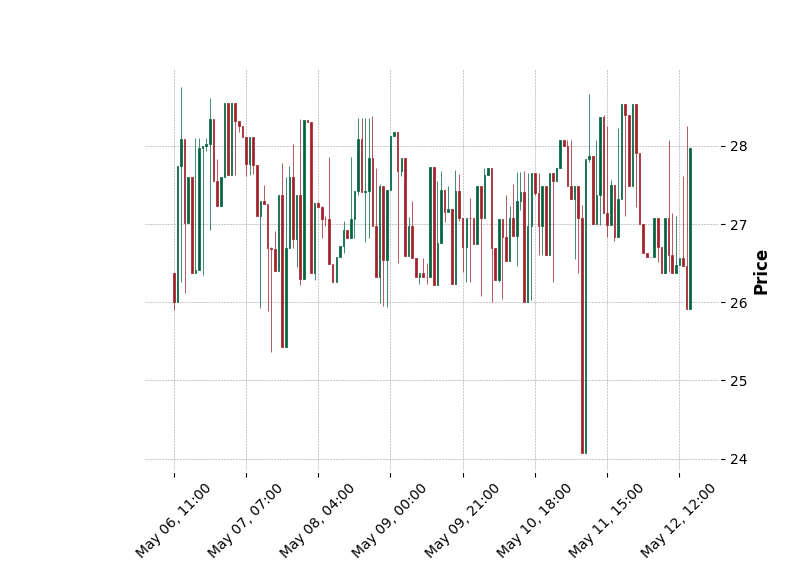 28
27
26
25
24
Price
May 06, 11:00
May 07, 07:00
May 08, 04:00
May 09, 00:00
May 09, 21:00
May 10, 18:00
May 11, 15:00
May 12, 12:00